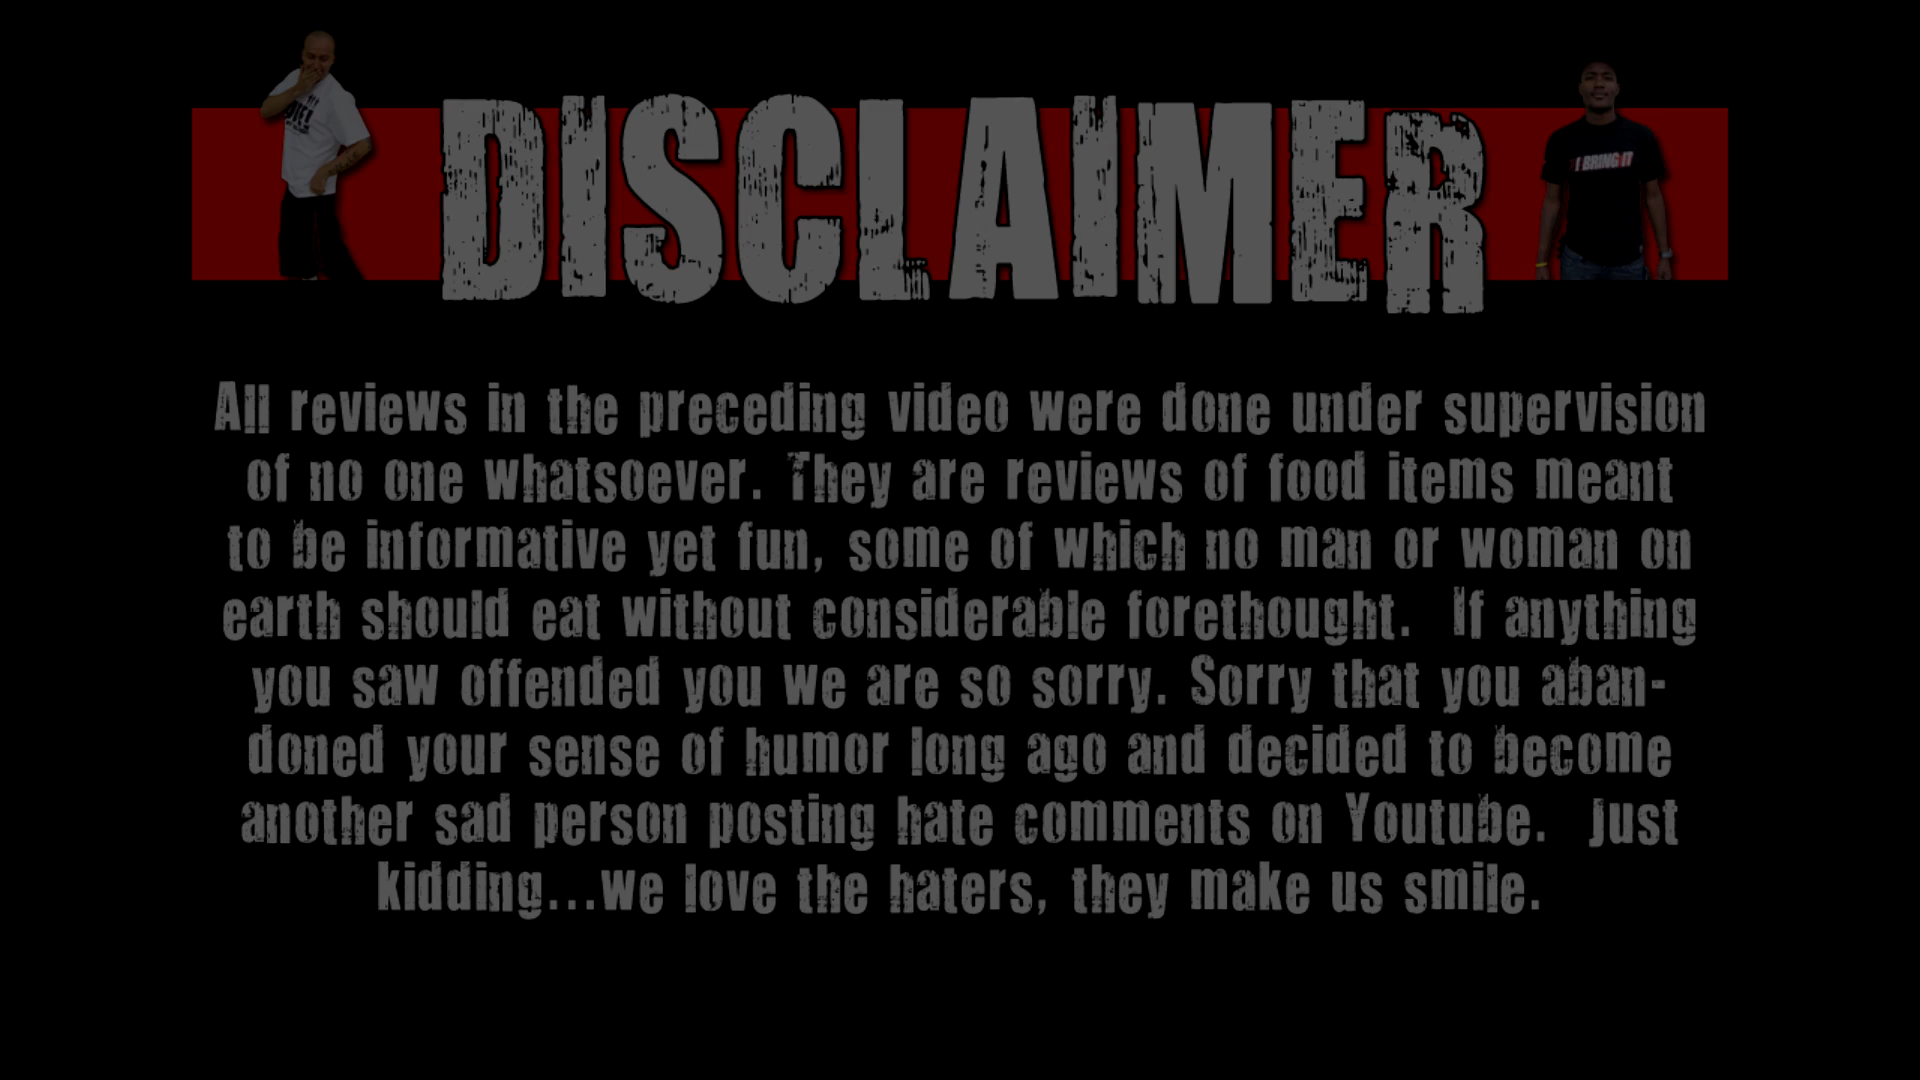 DISCLAIMER
DIET
I BRING IT
All reviews in the preceding video were done under supervision
of no one whatsoever. They are reviews of food items meant
to be informative yet fun, some of which no man or woman on
earth should eat without considerable forethought.  If anything
you saw offended you we are so sorry. Sorry that you aban-
doned your sense of humor long ago and decided to become
another sad person posting hate comments on Youtube.  Just
kidding...we love the haters, they make us smile.